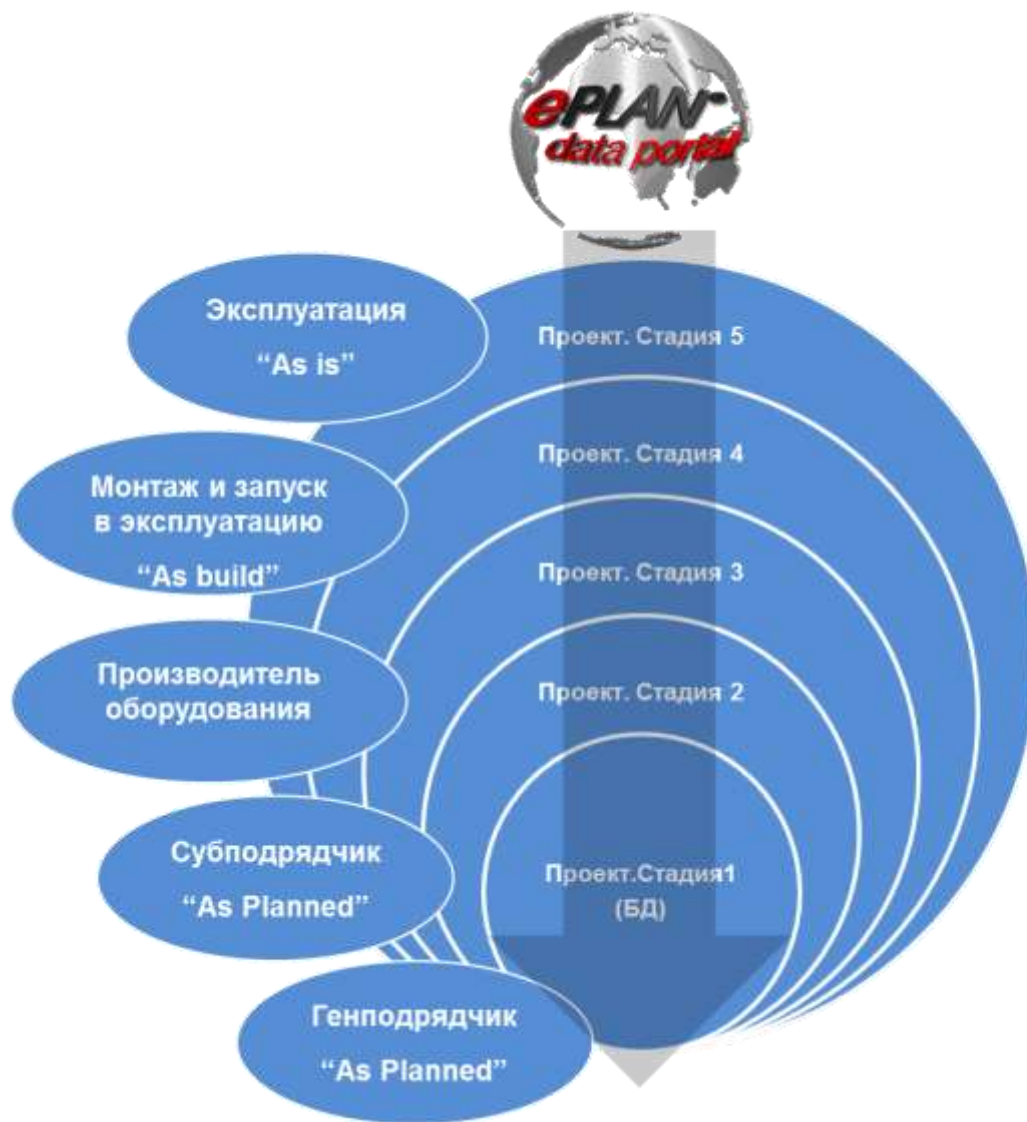 ePLAN
data portal
Эксплуатация
“As is”
Проект. Стадия 5
Монтаж и запуск
в эксплуатацию
“As build”
Проект. Стадия 4
Проект. Стадия 3
Производитель
оборудования
Проект. Стадия 2
Субподрядчик
“As Planned”
Проект.Стадия1
(БД)
Генподрядчик
“As Planned”